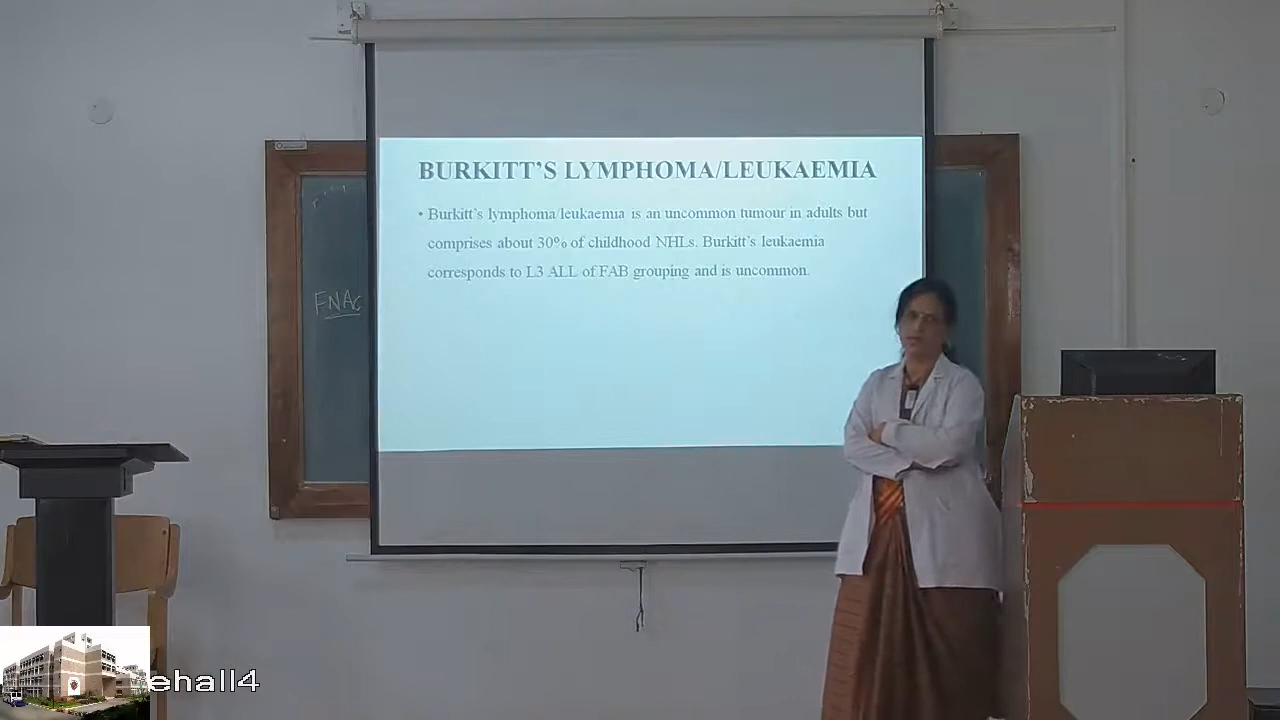 BURKITT’S LYMPHOMA/LEUKAEMIA
• Burkitt’s lymphoma/leukaemia is an uncommon tumour in adults but
comprises about 30% of childhood NHLs. Burkitt’s leukaemia
corresponds to L3 ALL of FAB grouping and is uncommon.
FNAC
ehall4